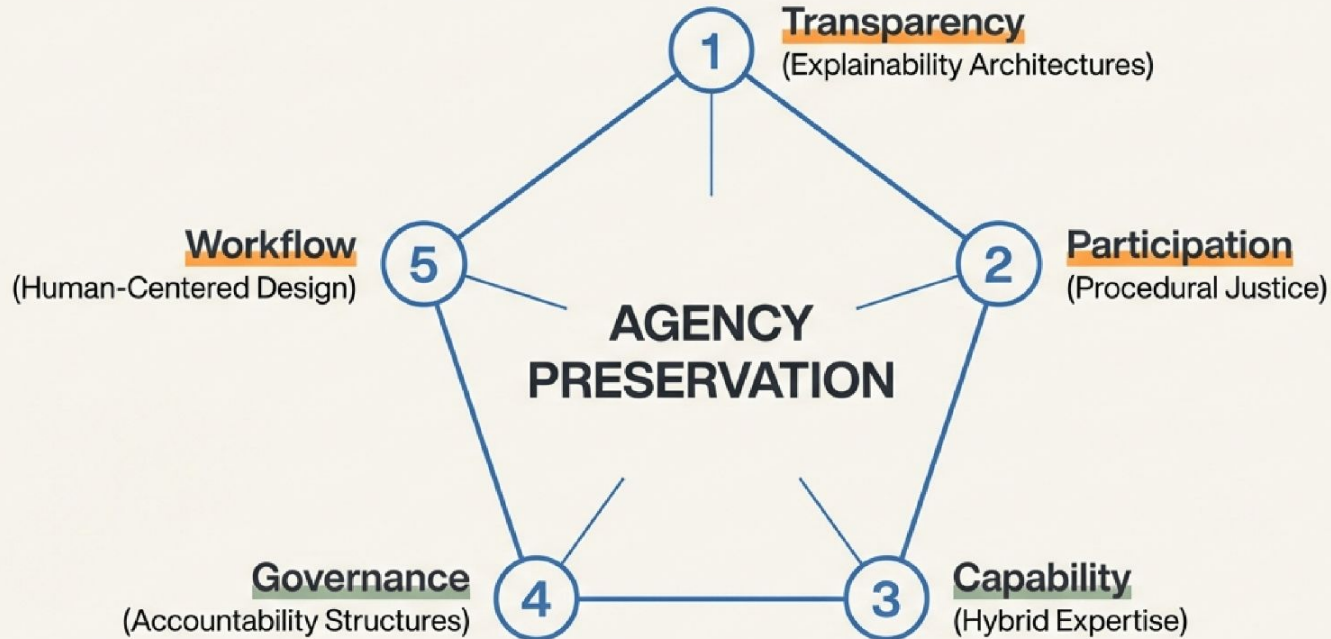 1
Transparency
(Explainability Architectures)
2
Participation
(Procedural Justice)
3
Capability
(Hybrid Expertise)
4
Governance
(Accountability Structures)
5
Workflow
(Human-Centered Design)
AGENCY
PRESERVATION